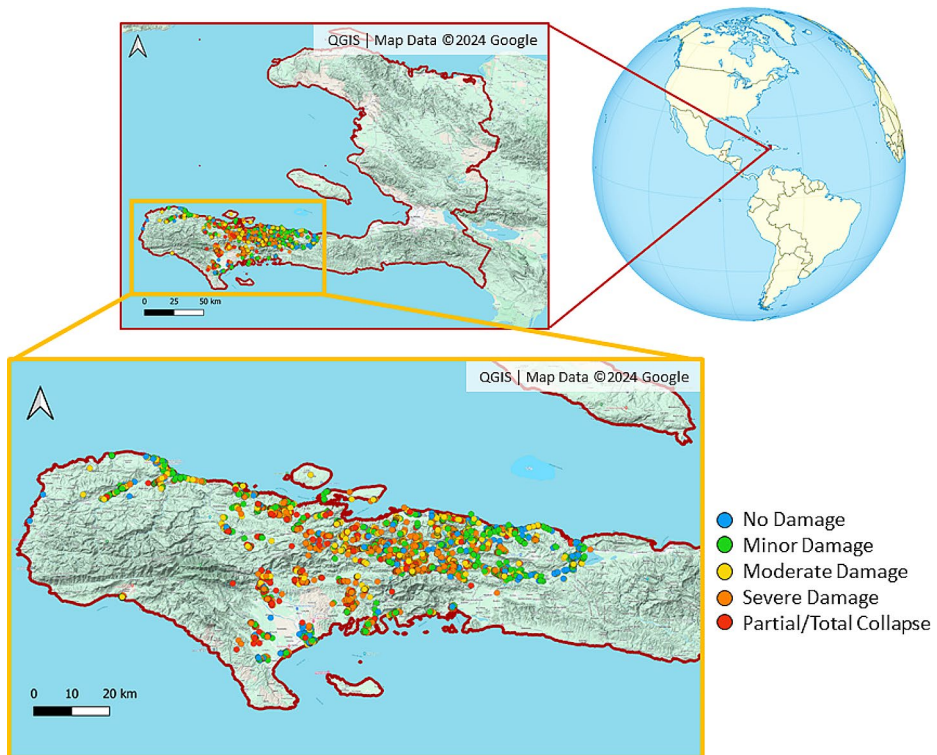 QGIS | Map Data ©2024 Google
0 25 50 km
QGIS | Map Data ©2024 Google
No Damage
Minor Damage
Moderate Damage
Severe Damage
Partial/Total Collapse
0 10 20 km